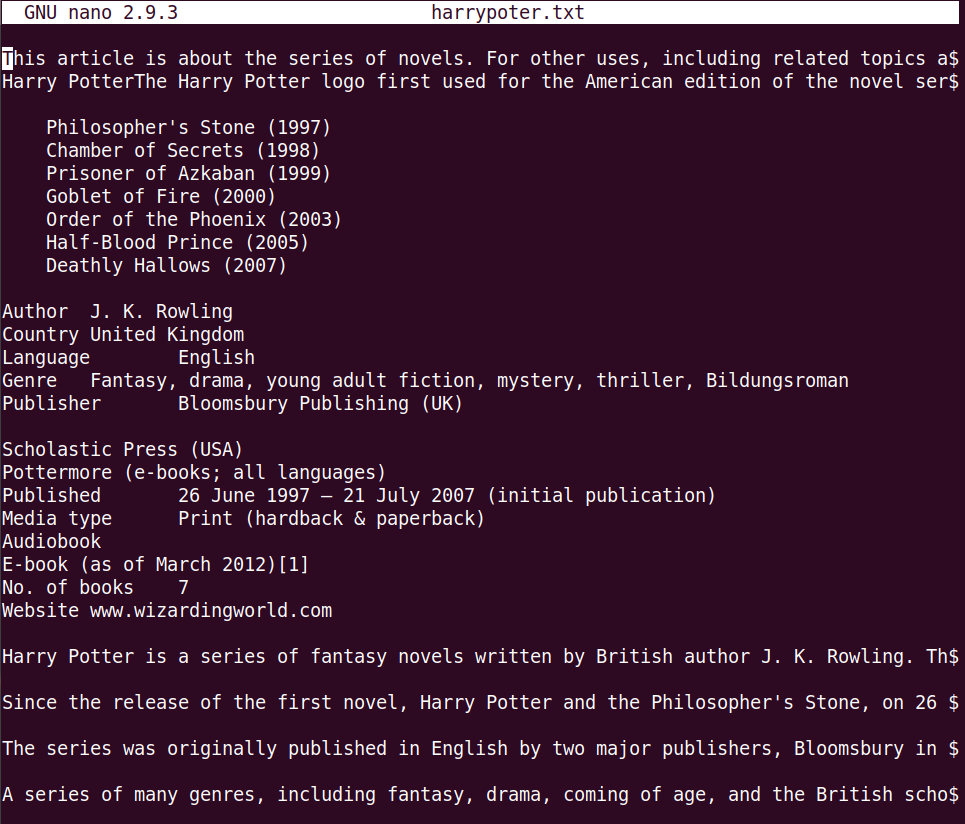 GNU nano 2.9.3 harrypoter.txt
This article is about the series of novels. For other uses, including related topics a$
Harry PotterThe Harry Potter logo first used for the American edition of the novel ser$
Philosopher's Stone (1997)
Chamber of Secrets (1998)
Prisoner of Azkaban (1999)
Goblet of Fire (2000)
Order of the Phoenix (2003)
Half-Blood Prince (2005)
Deathly Hallows (2007)
Author J. K. Rowling
Country United Kingdom
Language English
Genre Fantasy, drama, young adult fiction, mystery, thriller, Bildungsroman
Publisher Bloomsbury Publishing (UK)
Scholastic Press (USA)
Pottermore (e-books; all languages)
Published 26 June 1997 – 21 July 2007 (initial publication)
Media type Print (hardback & paperback)
Audiobook
E-book (as of March 2012)[1]
No. of books 7
Website www.wizardingworld.com
Harry Potter is a series of fantasy novels written by British author J. K. Rowling. Th$
Since the release of the first novel, Harry Potter and the Philosopher's Stone, on 26 $
The series was originally published in English by two major publishers, Bloomsbury in $
A series of many genres, including fantasy, drama, coming of age, and the British scho$